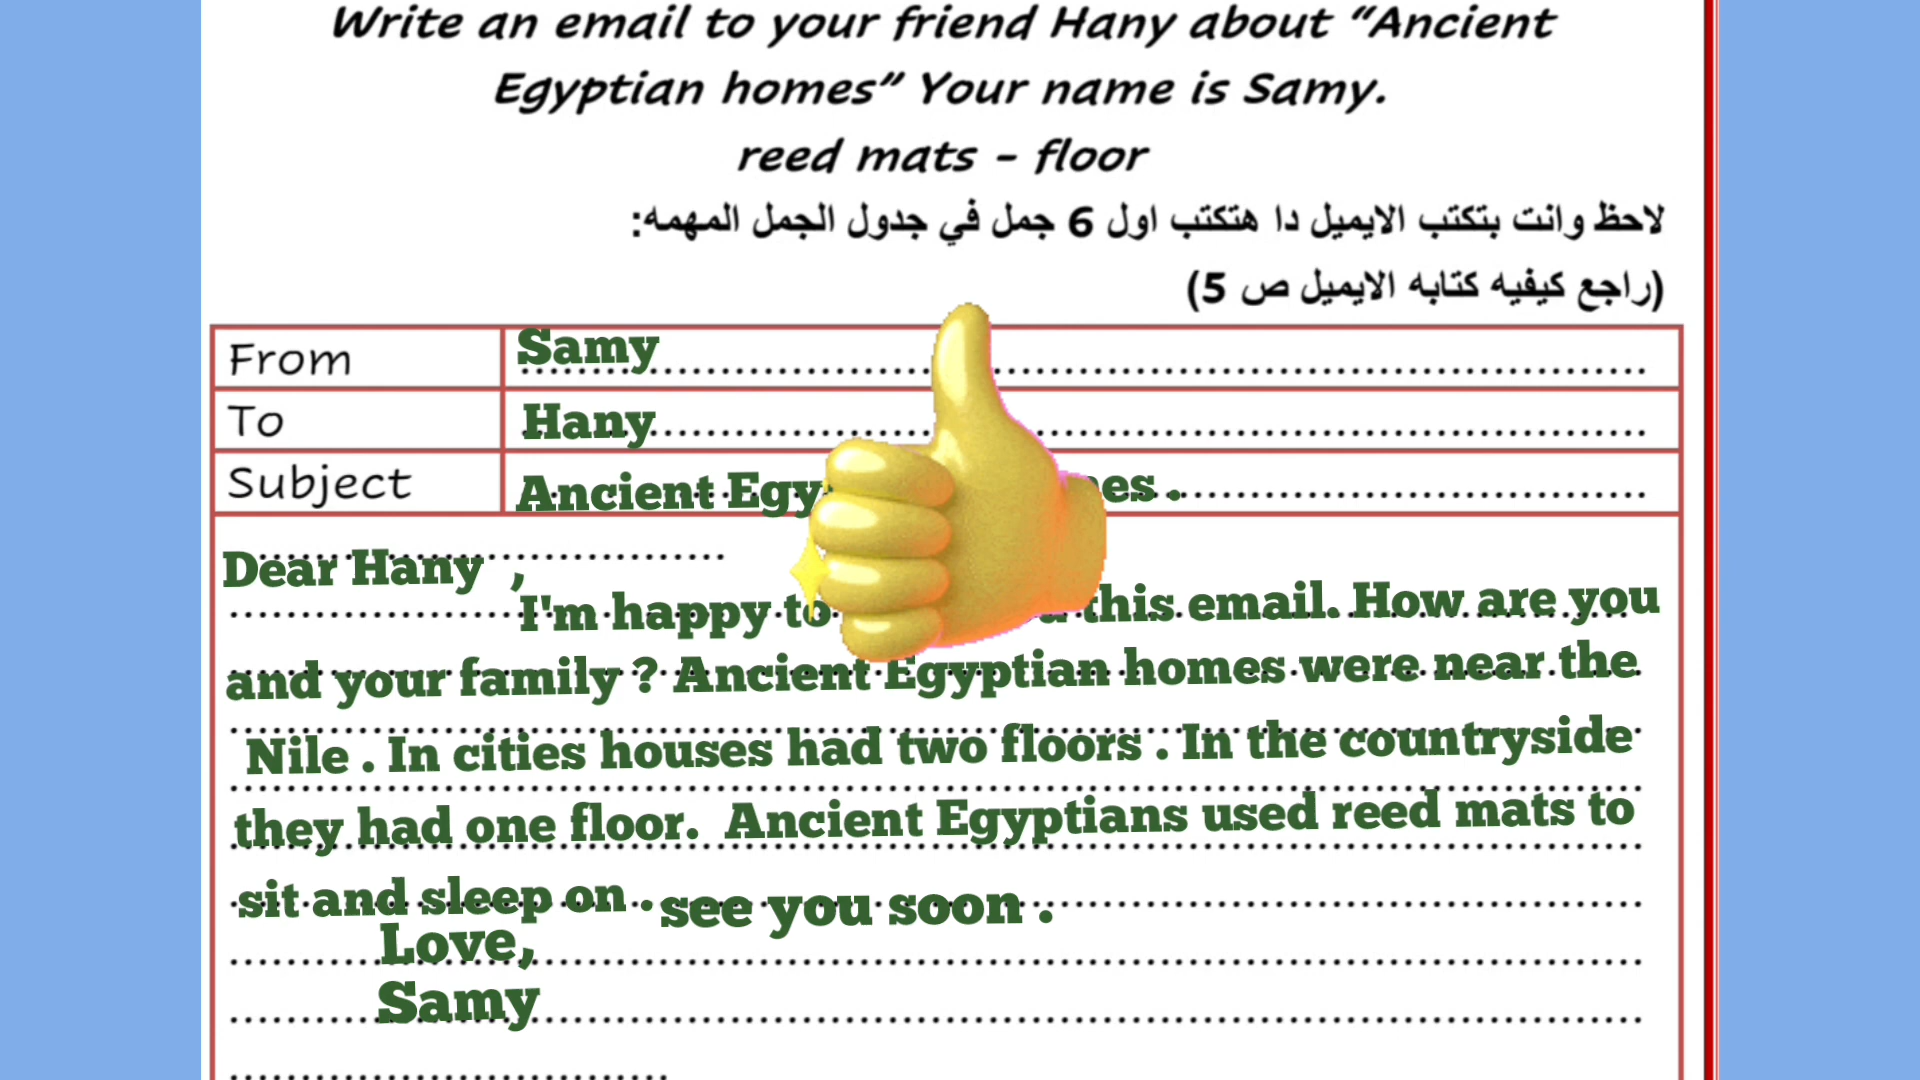 Write an email to your friend Hany about “Ancient
Egyptian homes” Your name is Samy.
reed mats – floor
لاحظ وانت بتكتب الايميل دا هتكتب اول 6 جمل في جدول الجمل المهمه:
(راجع كيفيه كتابه الايميل ص 5)
From Samy
To Hany
Subject Ancient
Dear Hany ,
I'm happy to this email. How are you
and your family ? Ancient Egyptian homes were near the
Nile . In cities houses had two floors . In the countryside
they had one floor. Ancient Egyptians used reed mats to
sit and sleep on . see you soon .
Love,
Samy